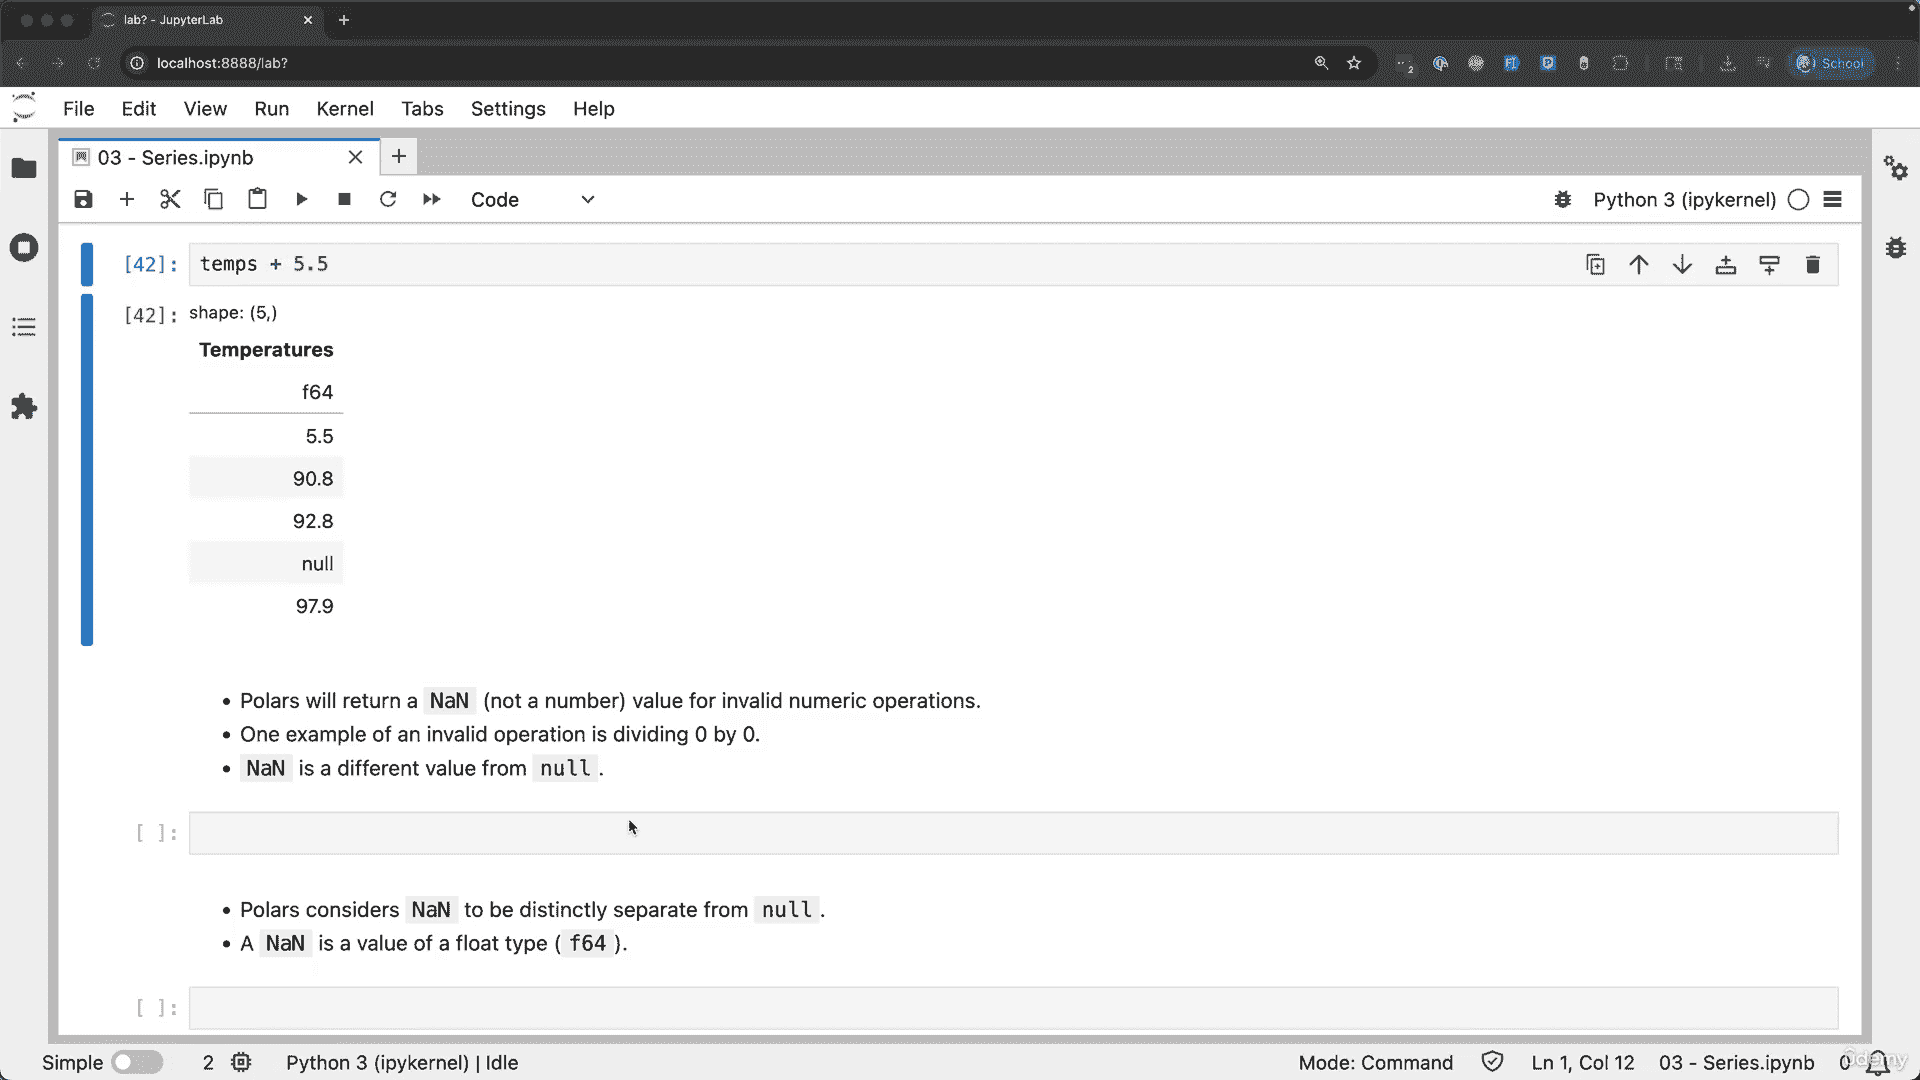 lab? - JupyterLab
localhost:8888/lab?
2
School
File Edit View Run Kernel Tabs Settings Help
03 - Series.ipynb
Code
Python 3 (ipykernel)
[42]: temps + 5.5
[42]: shape: (5,)
Temperatures
f64
5.5
90.8
92.8
null
97.9
• Polars will return a NaN (not a number) value for invalid numeric operations.
• One example of an invalid operation is dividing 0 by 0.
• NaN is a different value from null .
[ ]:
• Polars considers NaN to be distinctly separate from null .
• A NaN is a value of a float type ( f64 ).
[ ]:
Simple 2 Python 3 (ipykernel) | Idle Mode: Command Ln 1, Col 12 03 - Series.ipynb 0
udemy